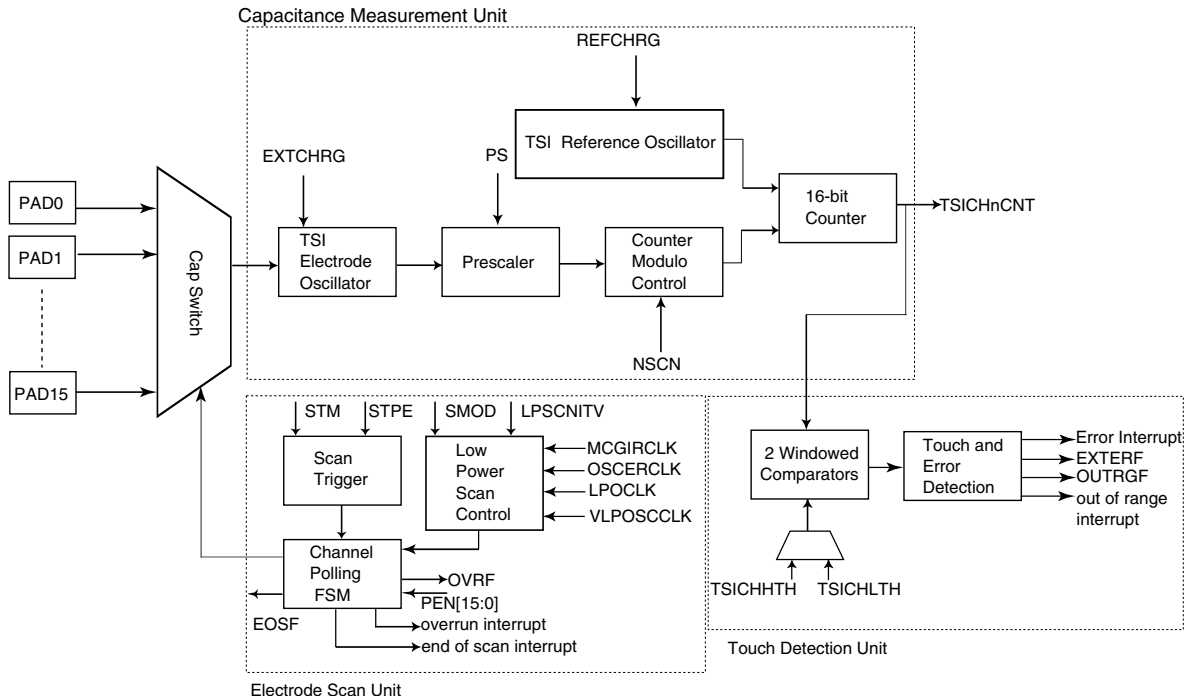 Capacitance Measurement Unit
REFCHRG
TSI Reference Oscillator
EXTCHRG
PS
PAD0
PAD1
PAD15
Cap Switch
TSI
Electrode
Oscillator
Prescaler
Counter
Modulo
Control
16-bit
Counter
TSICHnCNT
NSCN
STM
STPE
SMOD
LPSCNITV
Scan
Trigger
Low
Power
Scan
Control
MCGIRCLK
OSCERCLK
LPOCLK
VLPOSCCLK
Channel
Polling
FSM
OVRF
PEN[15:0]
EOSF
overrun interrupt
end of scan interrupt
Electrode Scan Unit
2 Windowed
Comparators
Touch and
Error
Detection
Error Interrupt
EXTERF
OUTRGF
out of range
interrupt
TSICHHTH
TSICHLTH
Touch Detection Unit